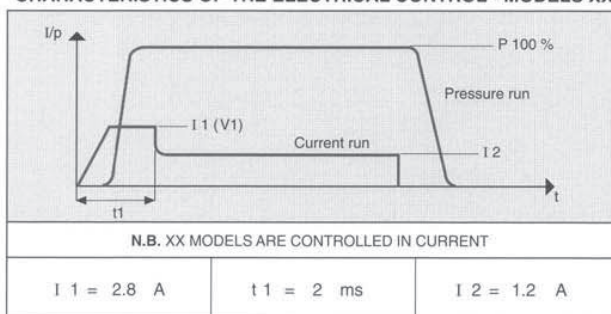 CHARACTERISTICS OF THE ELECTRICAL CONTROL - MODELS XX
I/p
P 100 %
Pressure run
I 1 (V1)
Current run
I 2
t
t1
N.B. XX MODELS ARE CONTROLLED IN CURRENT
I 1 = 2.8 A
t 1 = 2 ms
I 2 = 1.2 A